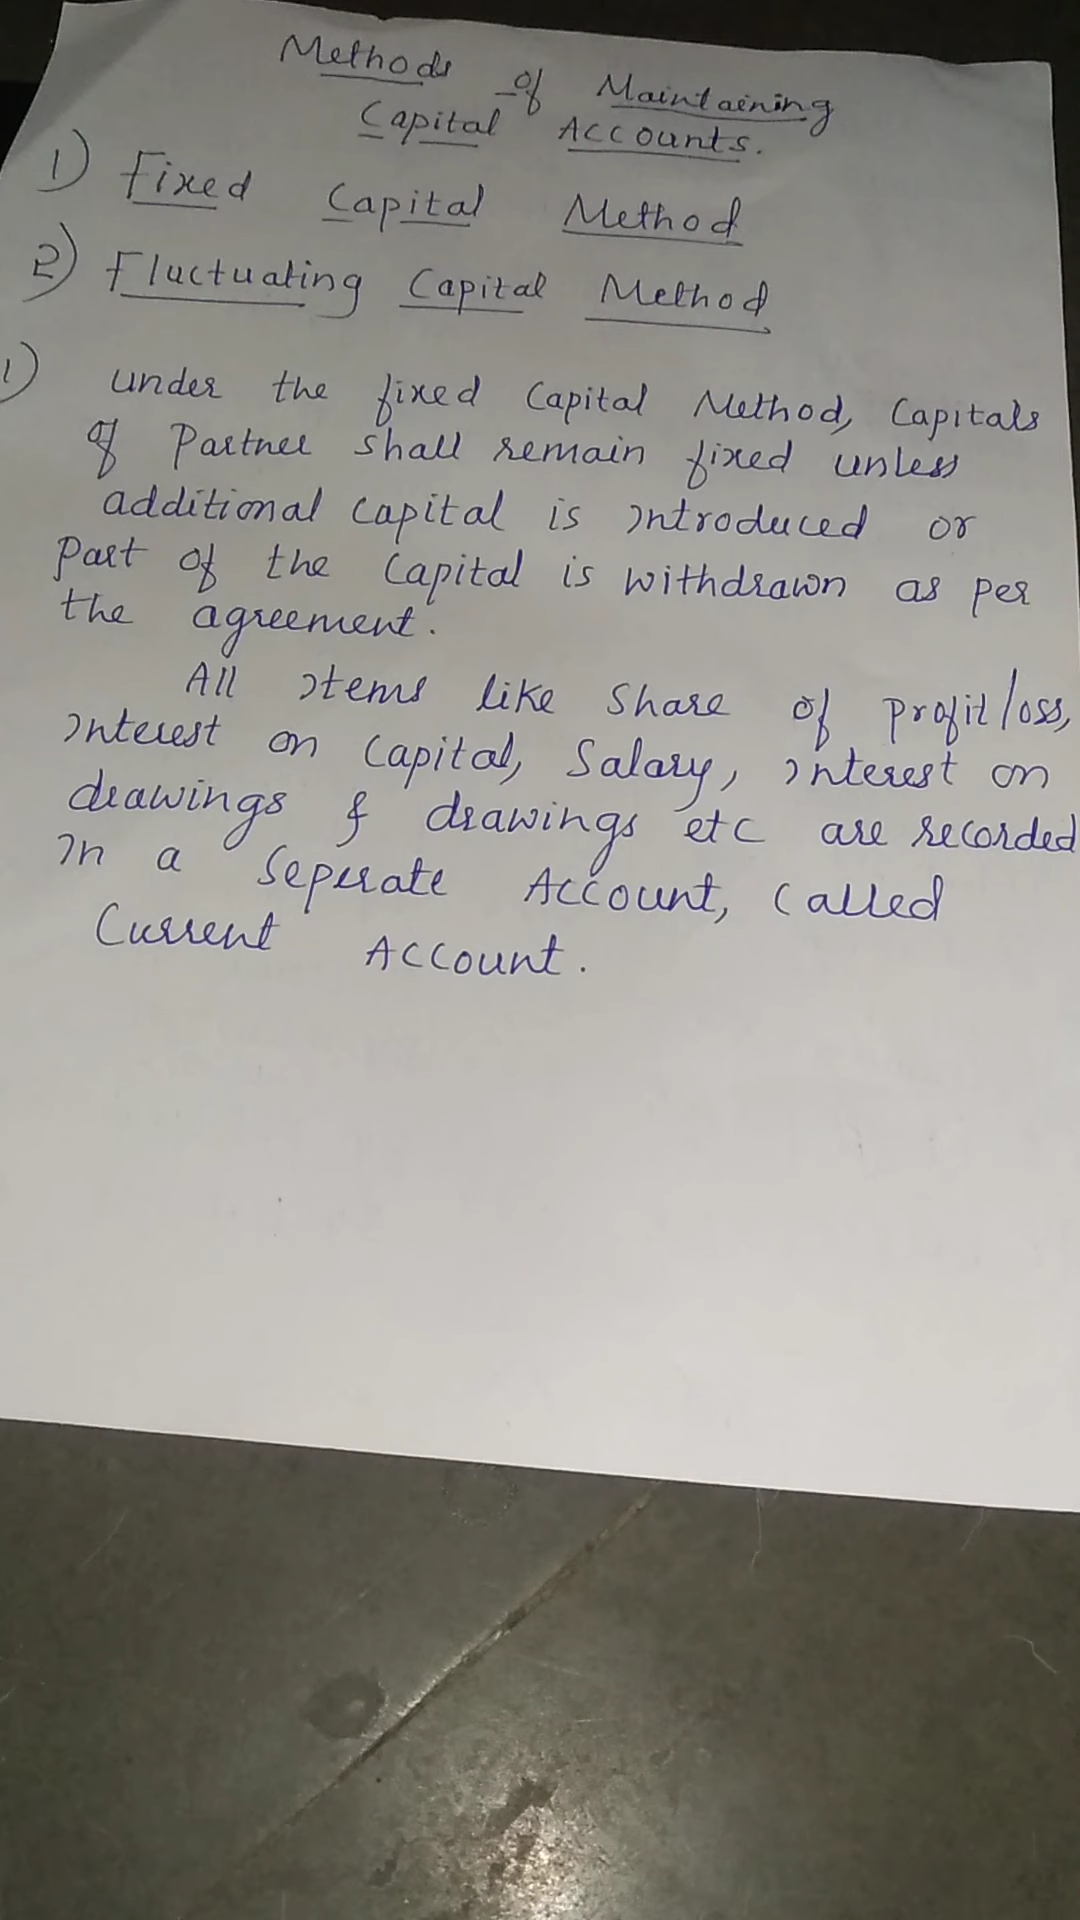 Methods of Maintaining
Capital Accounts.
1) Fixed Capital Method
2) Fluctuating Capital Method
1) under the fixed Capital Method, Capitals
of Partner shall remain fixed unless
additional capital is introduced or
Part of the Capital is withdrawn as per
the agreement.
All items like Share of profit/loss,
interest on capital, Salary, interest on
drawings & drawings etc are recorded
in a Seperate Account, Called
Current Account.